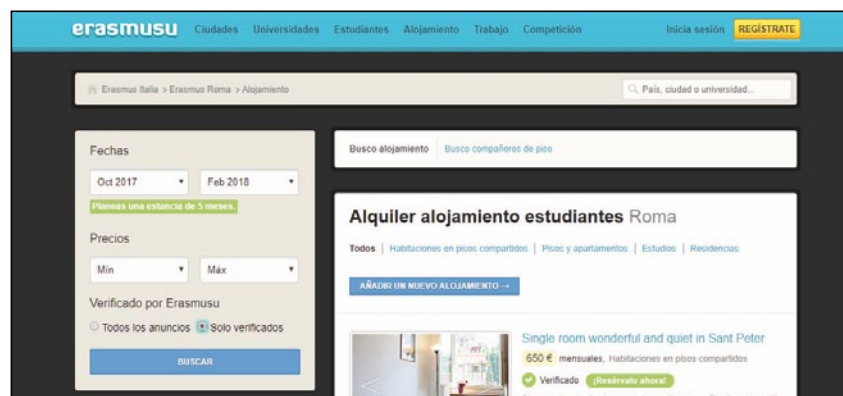 erasmusu Ciudades Universidades Estudiantes Alojamiento Trabajo Competición Inicia sesión REGÍSTRATE
Erasmus Italia > Erasmus Roma > Alojamiento
País, ciudad o universidad...
Fechas
Oct 2017 Feb 2018
Planeas una estancia de 5 meses.
Precios
Mín Máx
Verificado por Erasmusu
Todos los anuncios Solo verificados
BUSCAR
Busco alojamiento Busco compañeros de piso
Alquiler alojamiento estudiantes Roma
Todos | Habitaciones en pisos compartidos | Pisos y apartamentos | Estudios | Residencias
AÑADIR UN NUEVO ALOJAMIENTO →
Single room wonderful and quiet in Sant Peter
650 € mensuales, Habitaciones en pisos compartidos
Verificado ¡Resérvalo ahora!